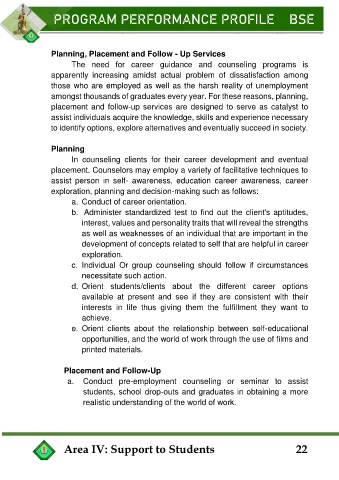 PROGRAM PERFORMANCE PROFILE BSE
Planning, Placement and Follow - Up Services
The need for career guidance and counseling programs is
apparently increasing amidst actual problem of dissatisfaction among
those who are employed as well as the harsh reality of unemployment
amongst thousands of graduates every year. For these reasons, planning,
placement and follow-up services are designed to serve as catalyst to
assist individuals acquire the knowledge, skills and experience necessary
to identify options, explore alternatives and eventually succeed in society.
Planning
In counseling clients for their career development and eventual
placement. Counselors may employ a variety of facilitative techniques to
assist person in self- awareness, education career awareness, career
exploration, planning and decision-making such as follows:
a. Conduct of career orientation.
b. Administer standardized test to find out the client's aptitudes,
interest, values and personality traits that will reveal the strengths
as well as weaknesses of an individual that are important in the
development of concepts related to self that are helpful in career
exploration.
c. Individual Or group counseling should follow if circumstances
necessitate such action.
d. Orient students/clients about the different career options
available at present and see if they are consistent with their
interests in life thus giving them the fulfillment they want to
achieve.
e. Orient clients about the relationship between self-educational
opportunities, and the world of work through the use of films and
printed materials.
Placement and Follow-Up
a. Conduct pre-employment counseling or seminar to assist
students, school drop-outs and graduates in obtaining a more
realistic understanding of the world of work.
Area IV: Support to Students 22